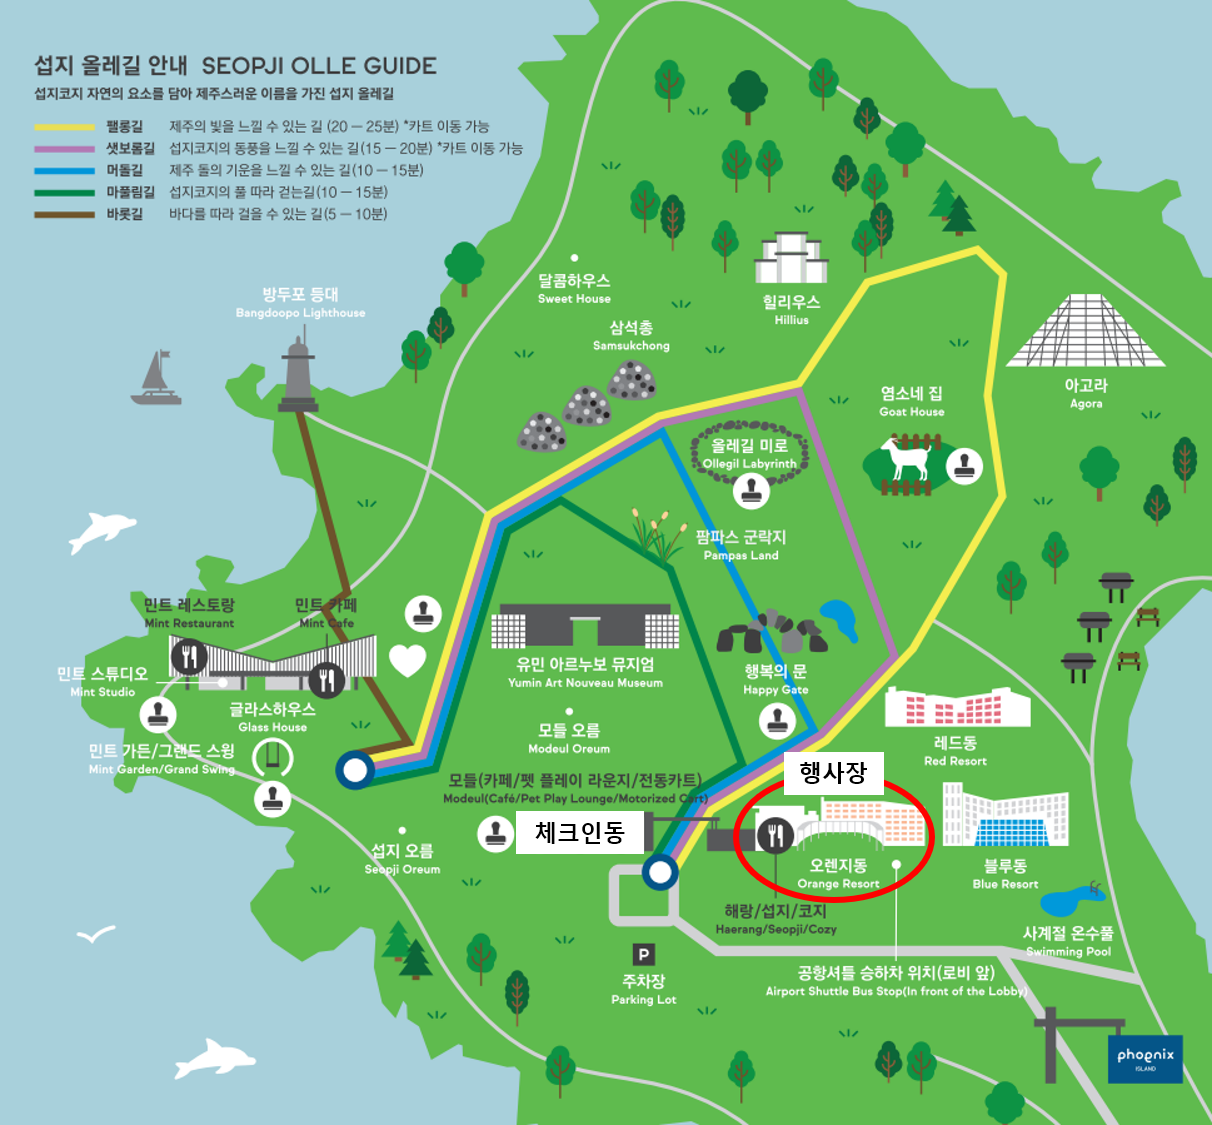 섭지 올레길 안내 SEOPJI OLLE GUIDE
섭지코지 자연의 요소를 담아 제주스러운 이름을 가진 섭지 올레길
팰롱길 제주의 빛을 느낄 수 있는 길 (20 — 25분) *카트 이동 가능
샛보롬길 섭지코지의 동풍을 느낄 수 있는 길(15 — 20분) *카트 이동 가능
머돌길 제주 돌의 기운을 느낄 수 있는 길(10 — 15분)
마풀림길 섭지코지의 풀 따라 걷는길(10 — 15분)
바룻길 바다를 따라 걸을 수 있는 길(5 — 10분)
방두포 등대
Bangdoopo Lighthouse
달콤하우스
Sweet House
힐리우스
Hillius
삼석총
Samsukchong
아고라
Agora
염소네 집
Goat House
올레길 미로
Ollegil Labyrinth
팜파스 군락지
Pampas Land
민트 레스토랑
Mint Restaurant
민트 카페
Mint Cafe
민트 스튜디오
Mint Studio
글라스하우스
Glass House
민트 가든/그랜드 스윙
Mint Garden/Grand Swing
유민 아르누보 뮤지엄
Yumin Art Nouveau Museum
행복의 문
Happy Gate
모들 오름
Modeul Oreum
레드동
Red Resort
모들(카페/펫 플레이 라운지/전동카트)
Modeul(Café/Pet Play Lounge/Motorized Cart)
행사장
체크인동
섭지 오름
Seopji Oreum
오렌지동
Orange Resort
블루동
Blue Resort
해랑/섭지/코지
Haerang/Seopji/Cozy
사계절 온수풀
Swimming Pool
P
주차장
Parking Lot
공항셔틀 승하차 위치(로비 앞)
Airport Shuttle Bus Stop(In front of the Lobby)
phoenix
ISLAND